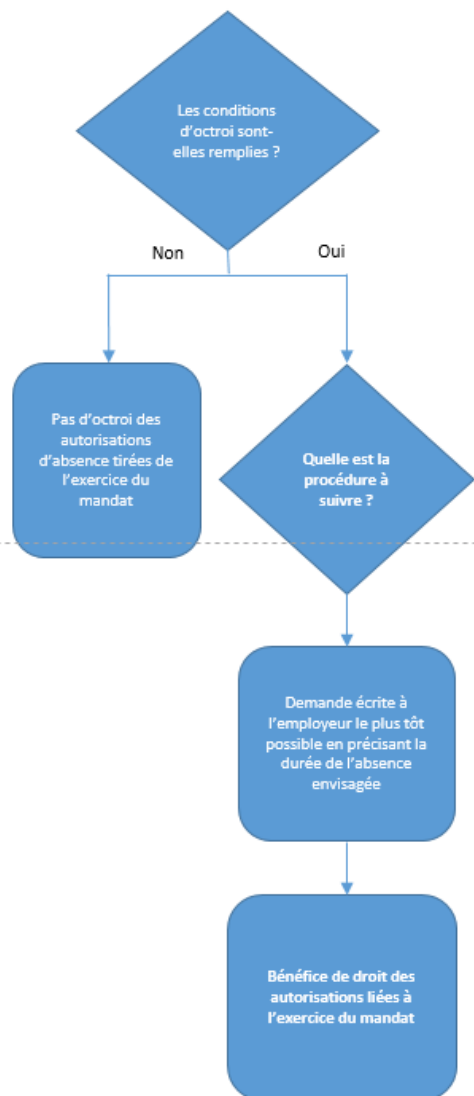 Les conditions
d'octroi sont-
elles remplies ?
Non
Oui
Pas d'octroi des
autorisations
d'absence tirées de
l'exercice du
mandat
Quelle est la
procédure à
suivre ?
Demande écrite à
l'employeur le plus tôt
possible en précisant la
durée de l'absence
envisagée
Bénéfice de droit des
autorisations liées à
l'exercice du mandat